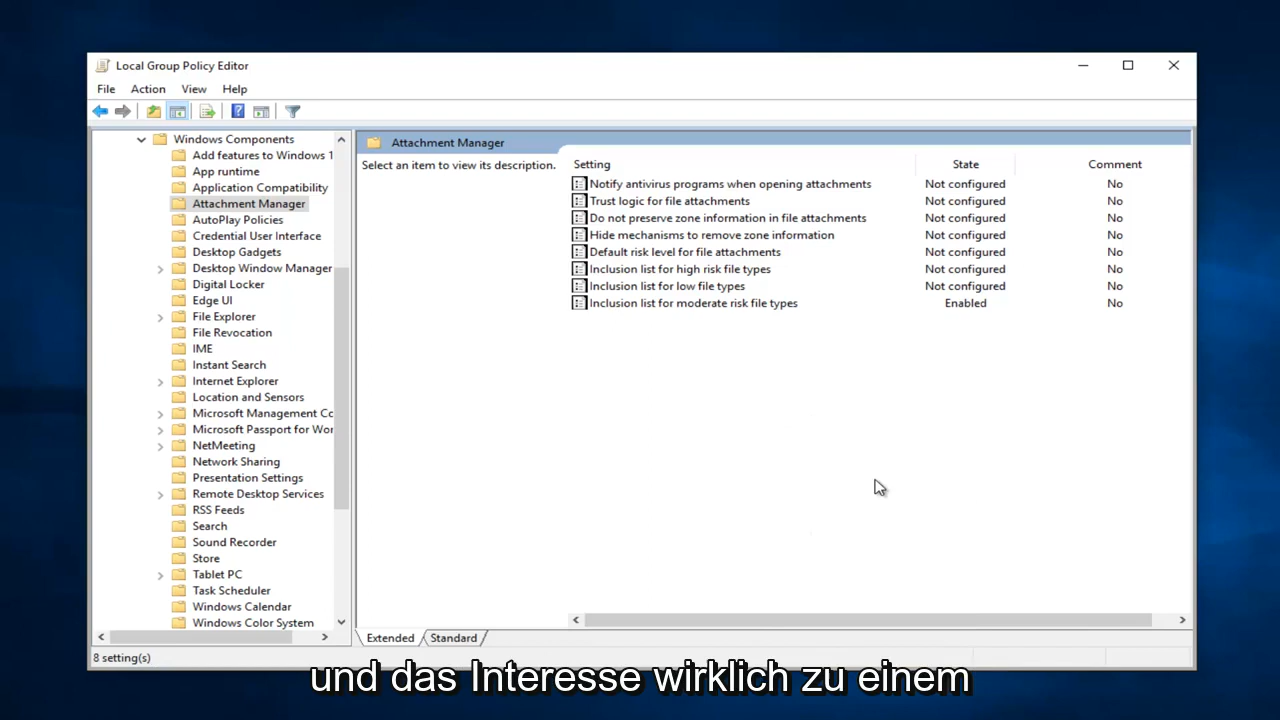 Local Group Policy Editor
File Action View Help
Windows Components
Add features to Windows 1
App runtime
Application Compatibility
Attachment Manager
AutoPlay Policies
Credential User Interface
Desktop Gadgets
Desktop Window Manager
Digital Locker
Edge UI
File Explorer
File Revocation
IME
Instant Search
Internet Explorer
Location and Sensors
Microsoft Management Co
Microsoft Passport for Wor
NetMeeting
Network Sharing
Presentation Settings
Remote Desktop Services
RSS Feeds
Search
Sound Recorder
Store
Tablet PC
Task Scheduler
Windows Calendar
Windows Color System
Attachment Manager
Select an item to view its description.
Setting State Comment
Notify antivirus programs when opening attachments Not configured No
Trust logic for file attachments Not configured No
Do not preserve zone information in file attachments Not configured No
Hide mechanisms to remove zone information Not configured No
Default risk level for file attachments Not configured No
Inclusion list for high risk file types Not configured No
Inclusion list for low file types Not configured No
Inclusion list for moderate risk file types Enabled No
Extended Standard
8 setting(s)
und das Interesse wirklich zu einem